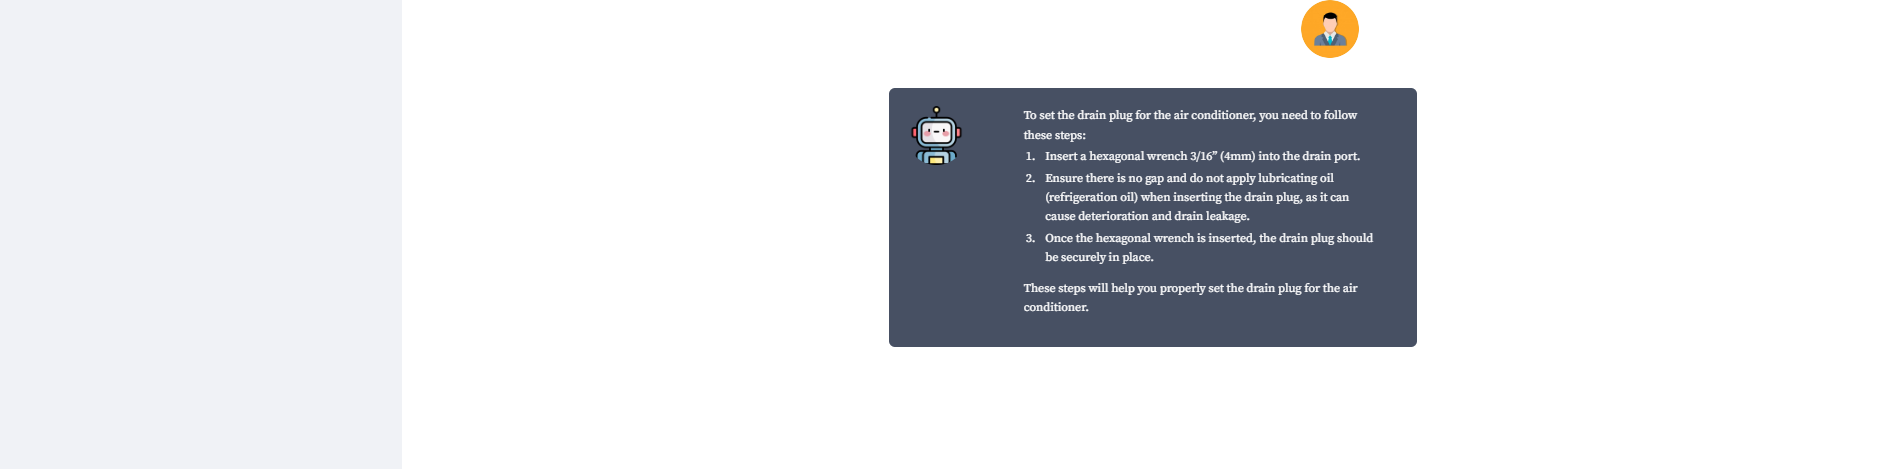 To set the drain plug for the air conditioner, you need to follow
these steps:
1. Insert a hexagonal wrench 3/16” (4mm) into the drain port.
2. Ensure there is no gap and do not apply lubricating oil
(refrigeration oil) when inserting the drain plug, as it can
cause deterioration and drain leakage.
3. Once the hexagonal wrench is inserted, the drain plug should
be securely in place.
These steps will help you properly set the drain plug for the air
conditioner.